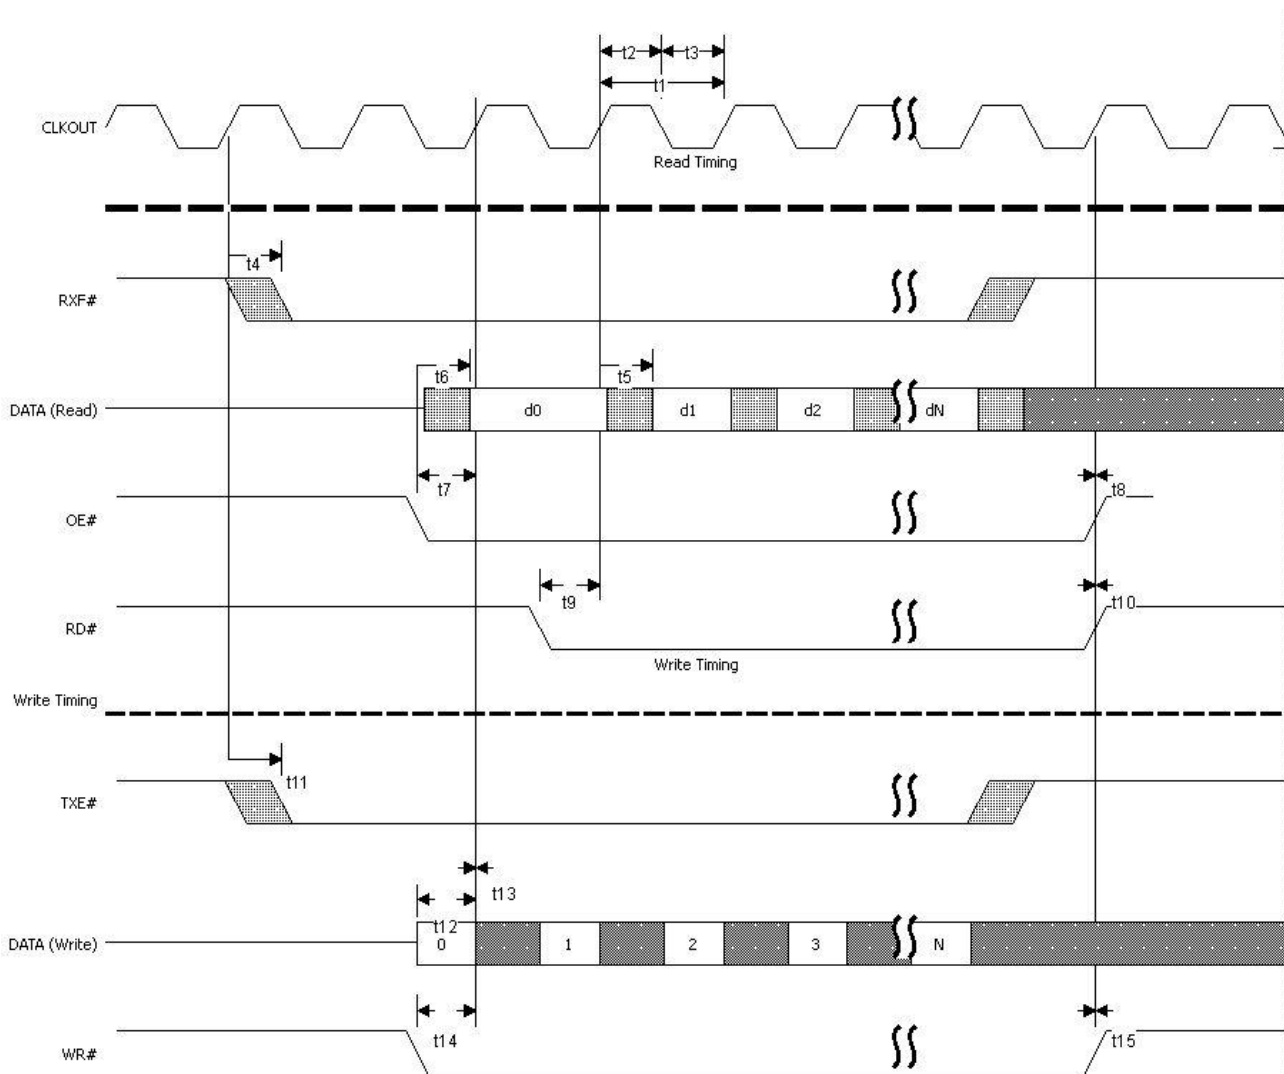 t2 t3
t1
CLKOUT
Read Timing
t4
RXF#
t6 t5
DATA (Read) d0 d1 d2 dN
t7 t8
OE#
t9 t10
RD#
Write Timing
Write Timing
t11
TXE#
t13
t12
DATA (Write) 0 1 2 3 N
t14 t15
WR#